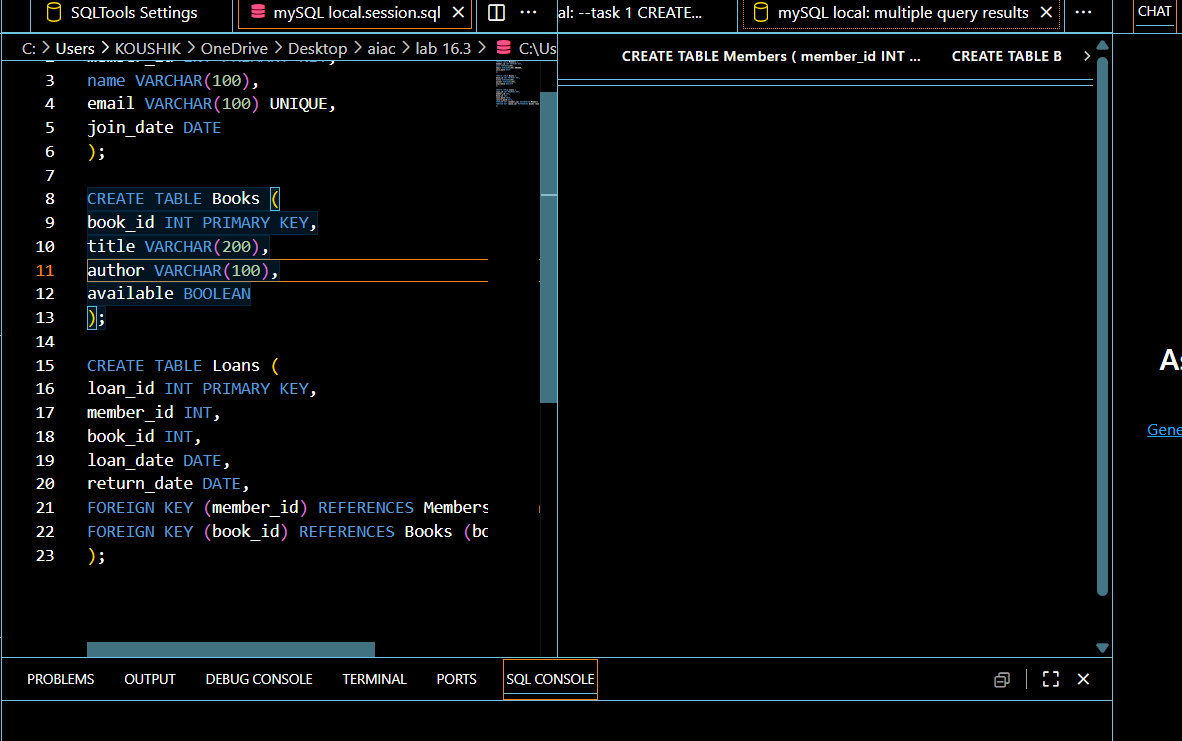 SQLTools Settings
mySQL local.session.sql
al: --task 1 CREATE...
mySQL local: multiple query results
CHAT
C: > Users > KOUSHIK > OneDrive > Desktop > aiac > lab 16.3 > C:\Us
CREATE TABLE Members ( member_id INT ...
CREATE TABLE B
3 name VARCHAR(100),
4 email VARCHAR(100) UNIQUE,
5 join_date DATE
6 );
7
8 CREATE TABLE Books (
9 book_id INT PRIMARY KEY,
10 title VARCHAR(200),
11 author VARCHAR(100),
12 available BOOLEAN
13 );
14
15 CREATE TABLE Loans (
16 loan_id INT PRIMARY KEY,
17 member_id INT,
18 book_id INT,
19 loan_date DATE,
20 return_date DATE,
21 FOREIGN KEY (member_id) REFERENCES Members
22 FOREIGN KEY (book_id) REFERENCES Books (bo
23 );
As
Gene
PROBLEMS
OUTPUT
DEBUG CONSOLE
TERMINAL
PORTS
SQL CONSOLE